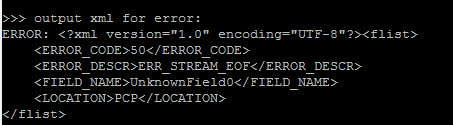 >>> output xml for error:
ERROR: <?xml version="1.0" encoding="UTF-8"?><flist>
    <ERROR_CODE>50</ERROR_CODE>
    <ERROR_DESCR>ERR_STREAM_EOF</ERROR_DESCR>
    <FIELD_NAME>UnknownField0</FIELD_NAME>
    <LOCATION>PCP</LOCATION>
</flist>